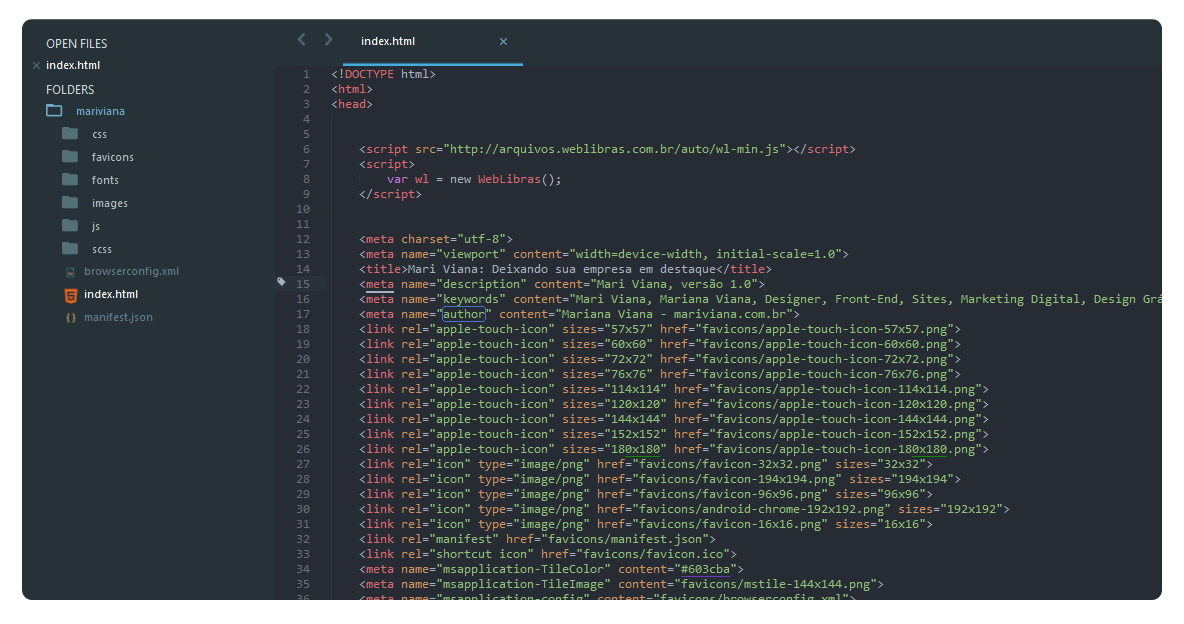 OPEN FILES
index.html
FOLDERS
mariviana
css
favicons
fonts
images
js
scss
browserconfig.xml
index.html
manifest.json
index.html
1 <!DOCTYPE html>
2 <html>
3 <head>
4
5
6 <script src="http://arquivos.weblibras.com.br/auto/wl-min.js"></script>
7 <script>
8 var wl = new WebLibras();
9 </script>
10
11
12 <meta charset="utf-8">
13 <meta name="viewport" content="width=device-width, initial-scale=1.0">
14 <title>Mari Viana: Deixando sua empresa em destaque</title>
15 <meta name="description" content="Mari Viana, versão 1.0">
16 <meta name="keywords" content="Mari Viana, Mariana Viana, Designer, Front-End, Sites, Marketing Digital, Design Grá
17 <meta name="author" content="Mariana Viana - mariviana.com.br">
18 <link rel="apple-touch-icon" sizes="57x57" href="favicons/apple-touch-icon-57x57.png">
19 <link rel="apple-touch-icon" sizes="60x60" href="favicons/apple-touch-icon-60x60.png">
20 <link rel="apple-touch-icon" sizes="72x72" href="favicons/apple-touch-icon-72x72.png">
21 <link rel="apple-touch-icon" sizes="76x76" href="favicons/apple-touch-icon-76x76.png">
22 <link rel="apple-touch-icon" sizes="114x114" href="favicons/apple-touch-icon-114x114.png">
23 <link rel="apple-touch-icon" sizes="120x120" href="favicons/apple-touch-icon-120x120.png">
24 <link rel="apple-touch-icon" sizes="144x144" href="favicons/apple-touch-icon-144x144.png">
25 <link rel="apple-touch-icon" sizes="152x152" href="favicons/apple-touch-icon-152x152.png">
26 <link rel="apple-touch-icon" sizes="180x180" href="favicons/apple-touch-icon-180x180.png">
27 <link rel="icon" type="image/png" href="favicons/favicon-32x32.png" sizes="32x32">
28 <link rel="icon" type="image/png" href="favicons/favicon-194x194.png" sizes="194x194">
29 <link rel="icon" type="image/png" href="favicons/favicon-96x96.png" sizes="96x96">
30 <link rel="icon" type="image/png" href="favicons/android-chrome-192x192.png" sizes="192x192">
31 <link rel="icon" type="image/png" href="favicons/favicon-16x16.png" sizes="16x16">
32 <link rel="manifest" href="favicons/manifest.json">
33 <link rel="shortcut icon" href="favicons/favicon.ico">
34 <meta name="msapplication-TileColor" content="#603cba">
35 <meta name="msapplication-TileImage" content="favicons/mstile-144x144.png">
36 <meta name="msapplication-config" content="favicons/browserconfig.xml">